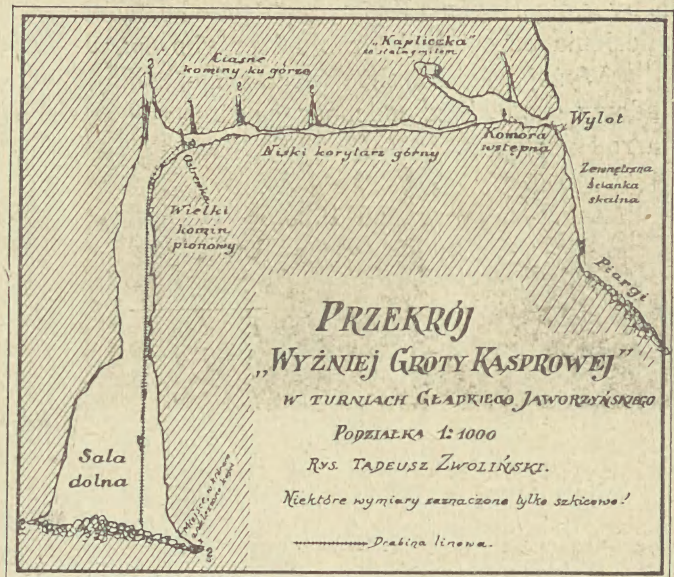 „Kapliczka"
Ciasne
kominy ku górze
Wylot
Komora
wstępna
Niski korytarz górny
Zewnętrzna
ścianka
skalna
Wielki
komin
pionowy
Piargi
PRZEKRÓJ
„WYŻNIEJ GROTY KASPROWEJ"
W TURNIACH GŁADKIEGO JAWORZYŃSKIEGO
PODZIAŁKA 1:1000
RYS. TADEUSZ ZWOLIŃSKI.
Niektóre wymiary zaznaczone tylko szkicowo!
Drabina linowa.
Sala
dolna
Miejsce, w którem
?
?
?